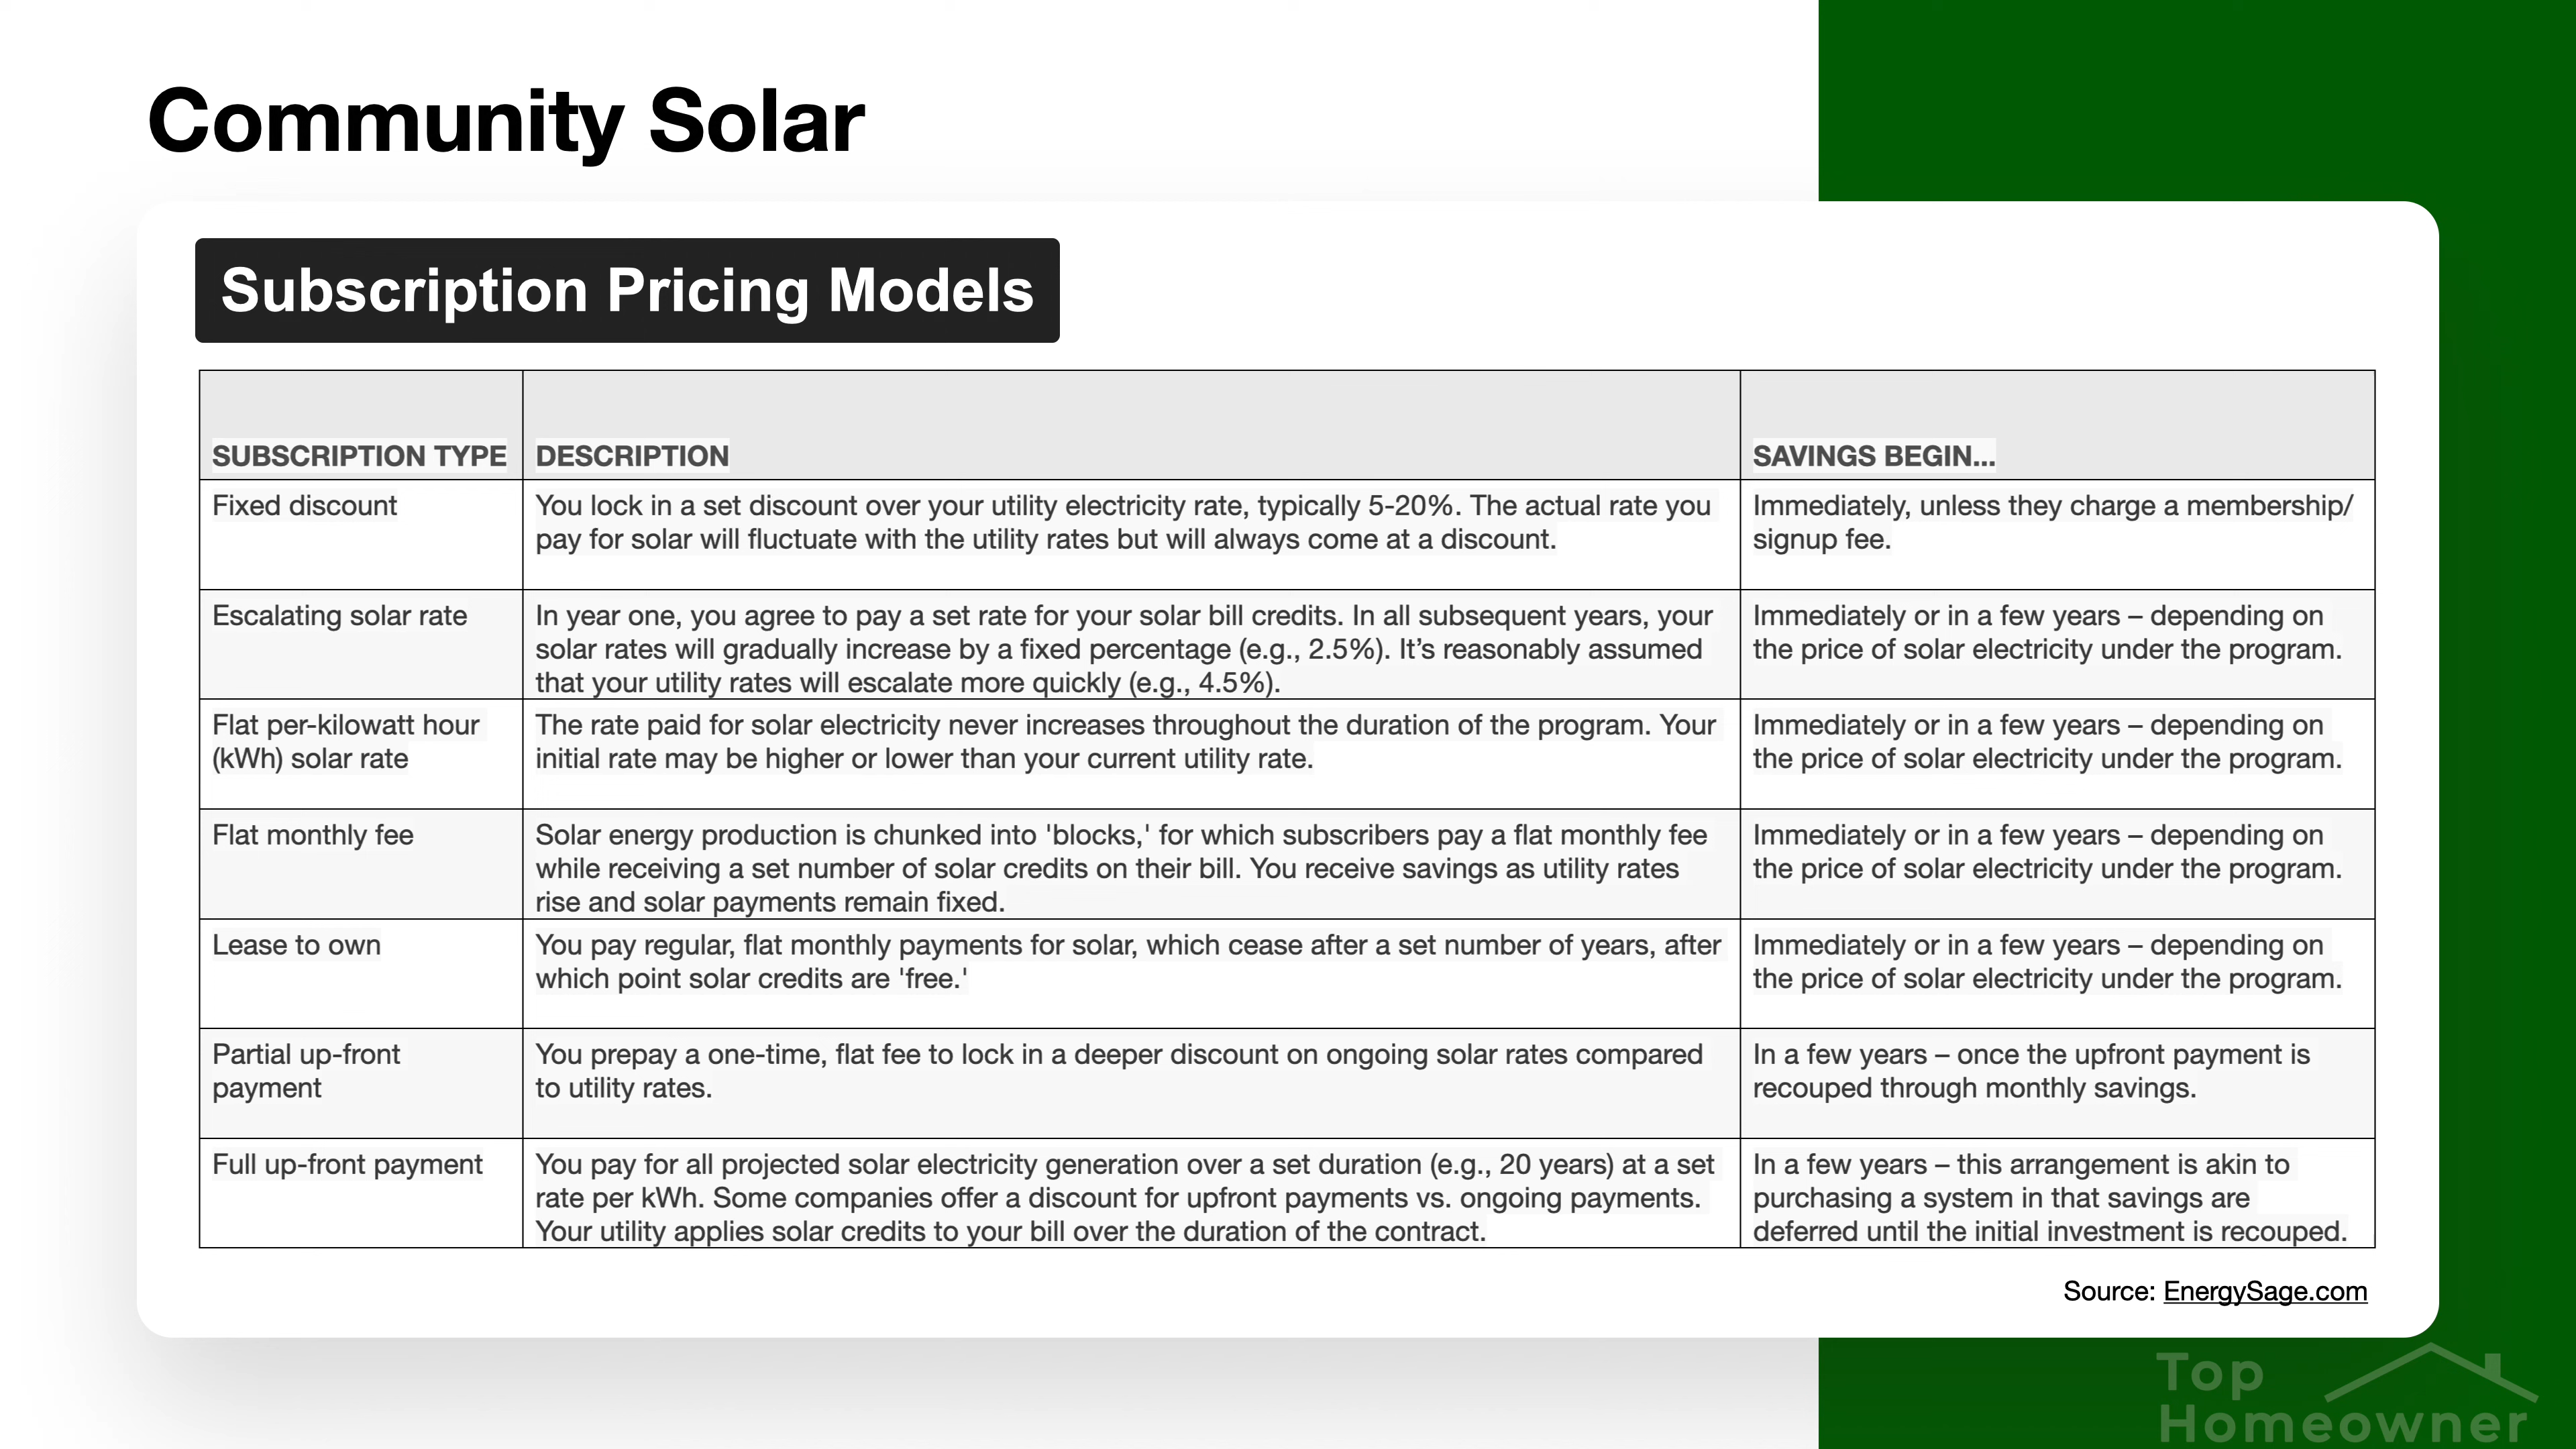 Community Solar
Subscription Pricing Models
SUBSCRIPTION TYPE
DESCRIPTION
SAVINGS BEGIN...
Fixed discount
You lock in a set discount over your utility electricity rate, typically 5-20%. The actual rate you
pay for solar will fluctuate with the utility rates but will always come at a discount.
Immediately, unless they charge a membership/
signup fee.
Escalating solar rate
In year one, you agree to pay a set rate for your solar bill credits. In all subsequent years, your
solar rates will gradually increase by a fixed percentage (e.g., 2.5%). It’s reasonably assumed
that your utility rates will escalate more quickly (e.g., 4.5%).
Immediately or in a few years – depending on
the price of solar electricity under the program.
Flat per-kilowatt hour
(kWh) solar rate
The rate paid for solar electricity never increases throughout the duration of the program. Your
initial rate may be higher or lower than your current utility rate.
Immediately or in a few years – depending on
the price of solar electricity under the program.
Flat monthly fee
Solar energy production is chunked into 'blocks,' for which subscribers pay a flat monthly fee
while receiving a set number of solar credits on their bill. You receive savings as utility rates
rise and solar payments remain fixed.
Immediately or in a few years – depending on
the price of solar electricity under the program.
Lease to own
You pay regular, flat monthly payments for solar, which cease after a set number of years, after
which point solar credits are 'free.'
Immediately or in a few years – depending on
the price of solar electricity under the program.
Partial up-front
payment
You prepay a one-time, flat fee to lock in a deeper discount on ongoing solar rates compared
to utility rates.
In a few years – once the upfront payment is
recouped through monthly savings.
Full up-front payment
You pay for all projected solar electricity generation over a set duration (e.g., 20 years) at a set
rate per kWh. Some companies offer a discount for upfront payments vs. ongoing payments.
Your utility applies solar credits to your bill over the duration of the contract.
In a few years – this arrangement is akin to
purchasing a system in that savings are
deferred until the initial investment is recouped.
Source: EnergySage.com
Top
Homeowner